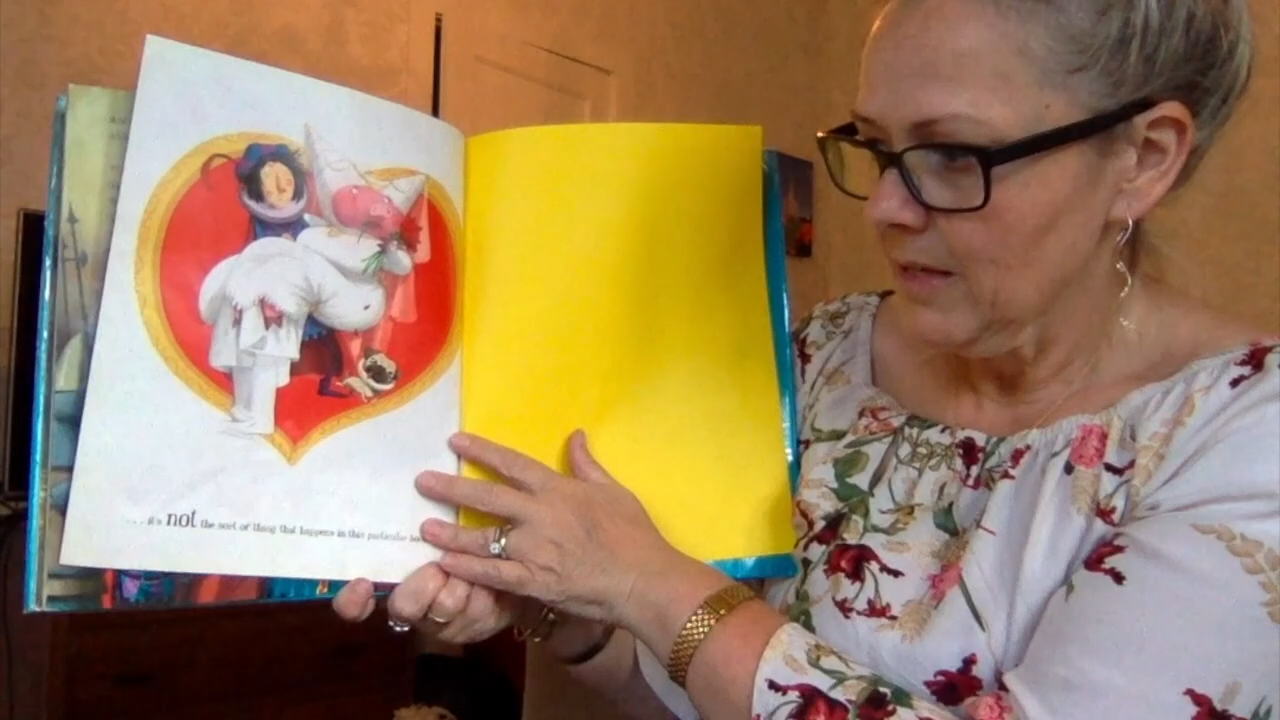 . . . it's not the sort of thing that happens in this particular